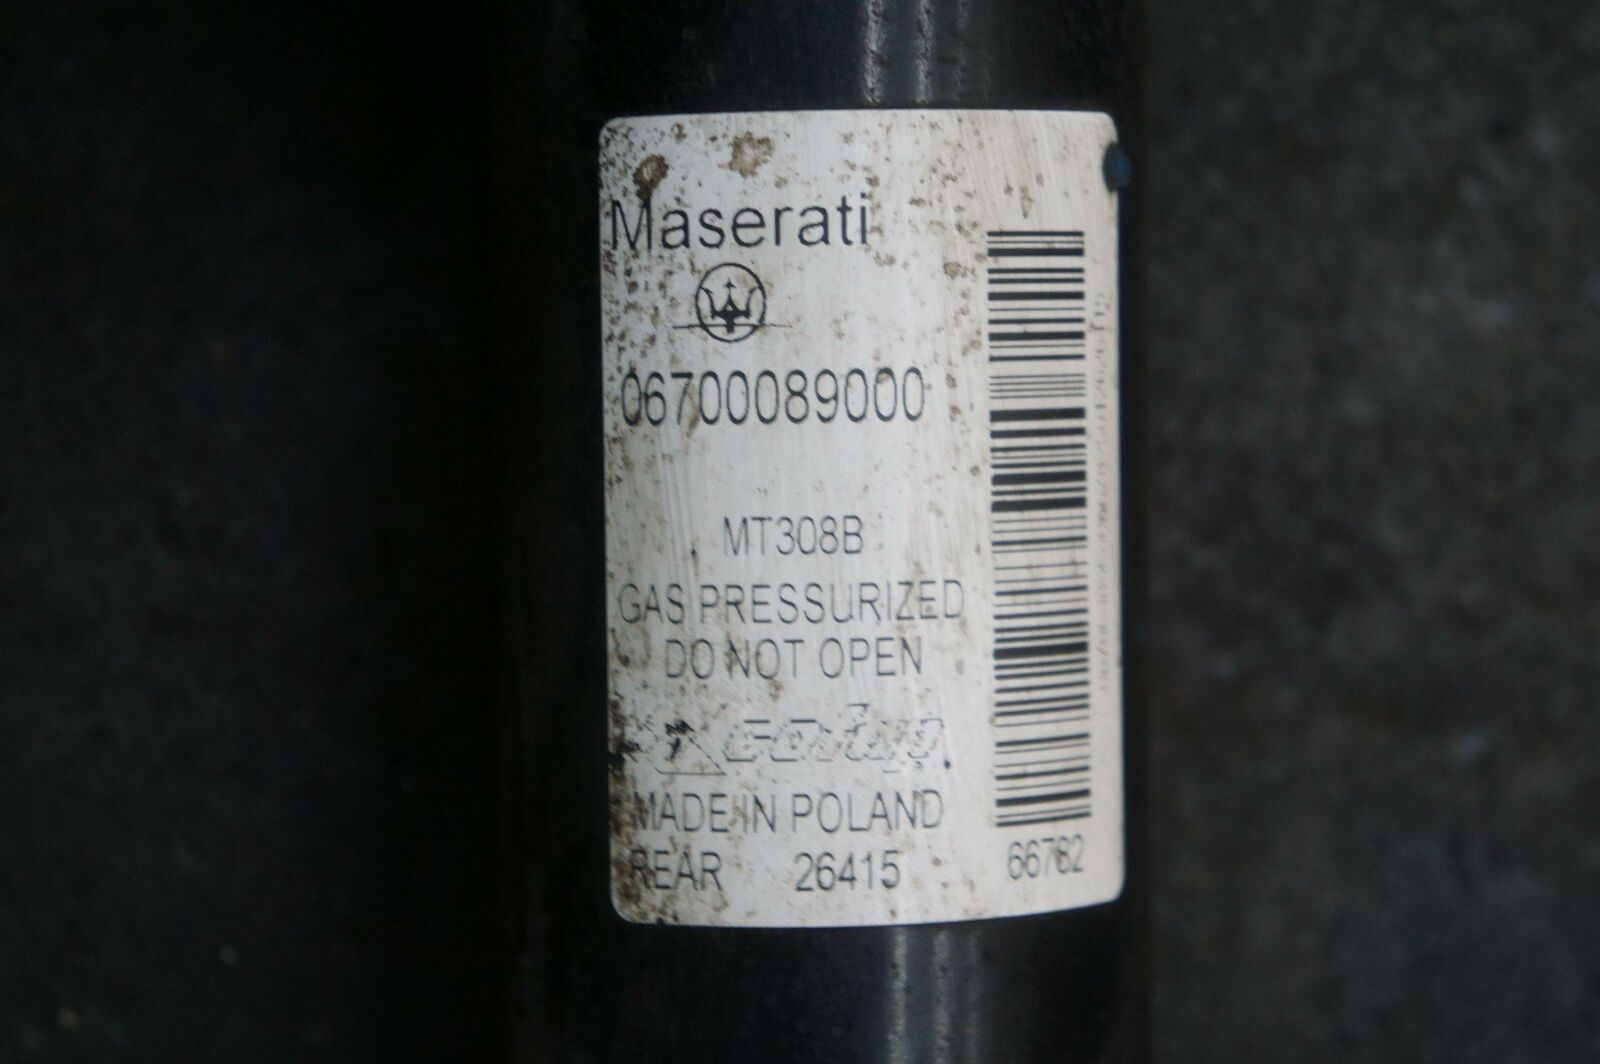 Maserati
06700089000
MT308B
GAS PRESSURIZED
DO NOT OPEN
MADE IN POLAND
REAR 26415 66782